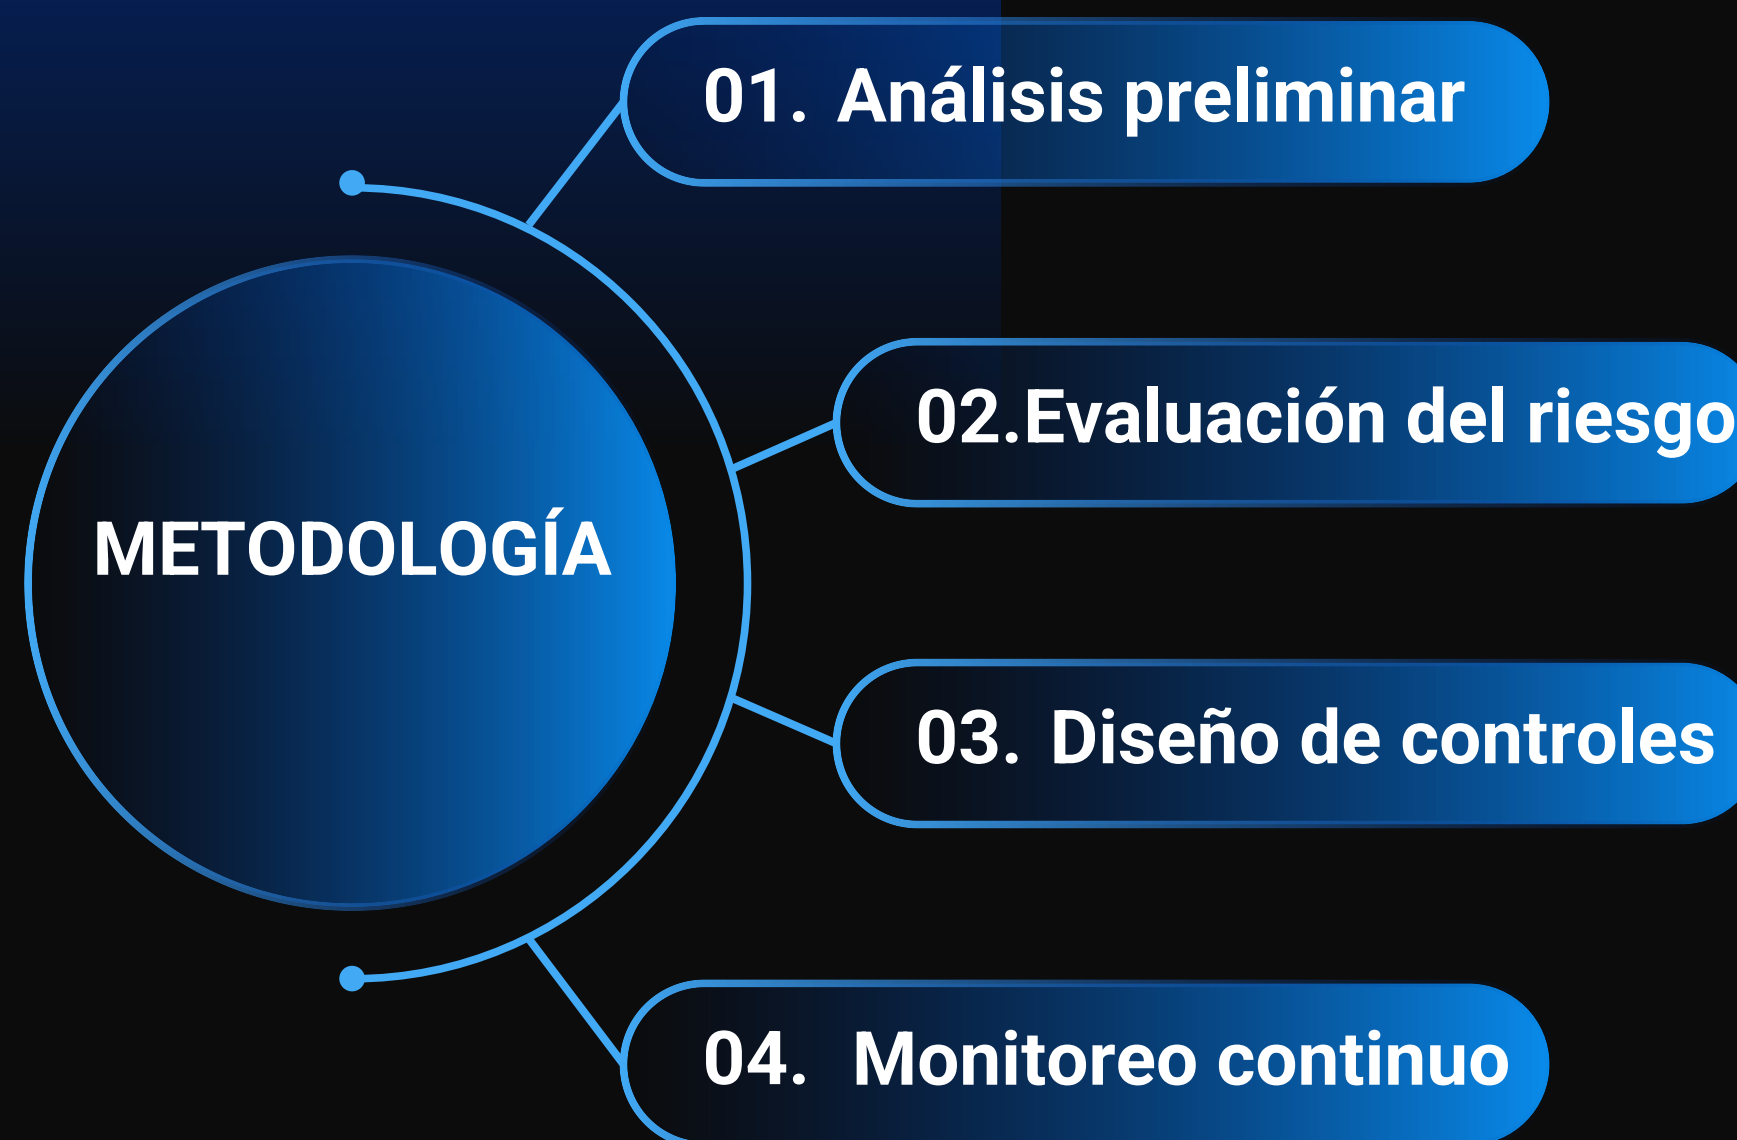 01. Análisis preliminar
02.Evaluación del riesgo
METODOLOGÍA
03. Diseño de controles
04. Monitoreo continuo